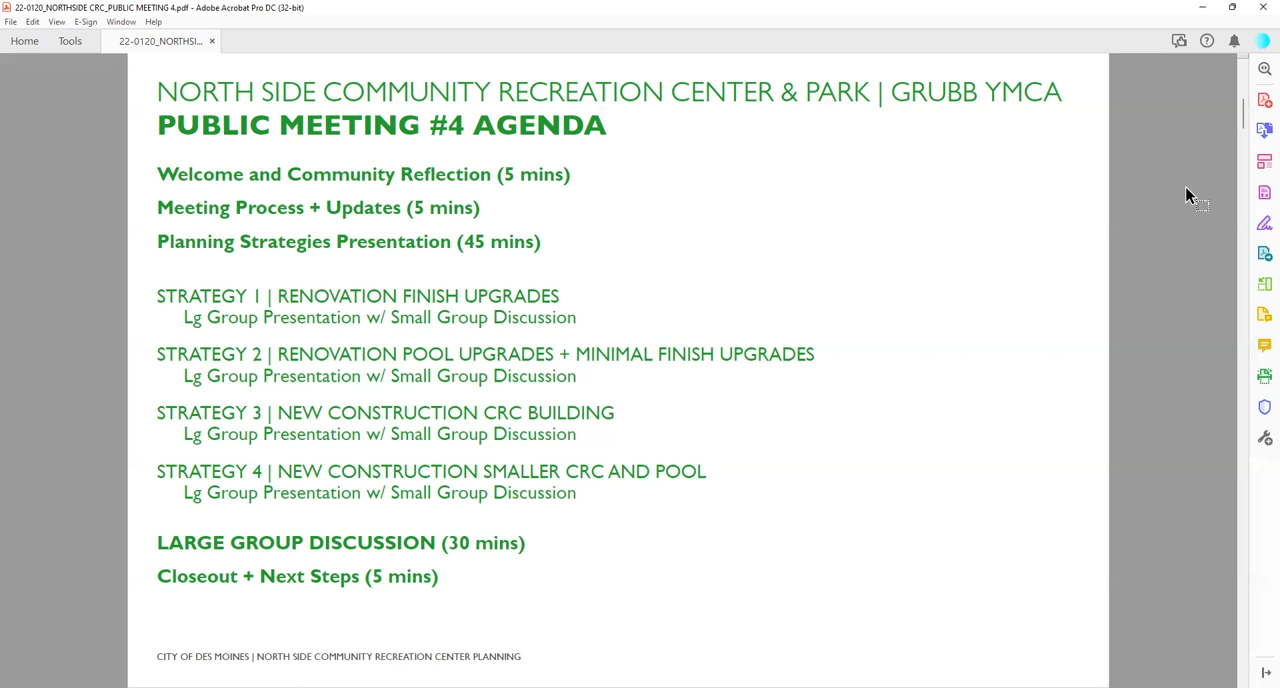 22-0120_NORTHSIDE CRC_PUBLIC MEETING 4.pdf - Adobe Acrobat Pro DC (32-bit)
File Edit View E-Sign Window Help
Home Tools 22-0120_NORTHSI... ×
NORTH SIDE COMMUNITY RECREATION CENTER & PARK | GRUBB YMCA
PUBLIC MEETING #4 AGENDA
Welcome and Community Reflection (5 mins)
Meeting Process + Updates (5 mins)
Planning Strategies Presentation (45 mins)
STRATEGY 1 | RENOVATION FINISH UPGRADES
Lg Group Presentation w/ Small Group Discussion
STRATEGY 2 | RENOVATION POOL UPGRADES + MINIMAL FINISH UPGRADES
Lg Group Presentation w/ Small Group Discussion
STRATEGY 3 | NEW CONSTRUCTION CRC BUILDING
Lg Group Presentation w/ Small Group Discussion
STRATEGY 4 | NEW CONSTRUCTION SMALLER CRC AND POOL
Lg Group Presentation w/ Small Group Discussion
LARGE GROUP DISCUSSION (30 mins)
Closeout + Next Steps (5 mins)
CITY OF DES MOINES | NORTH SIDE COMMUNITY RECREATION CENTER PLANNING